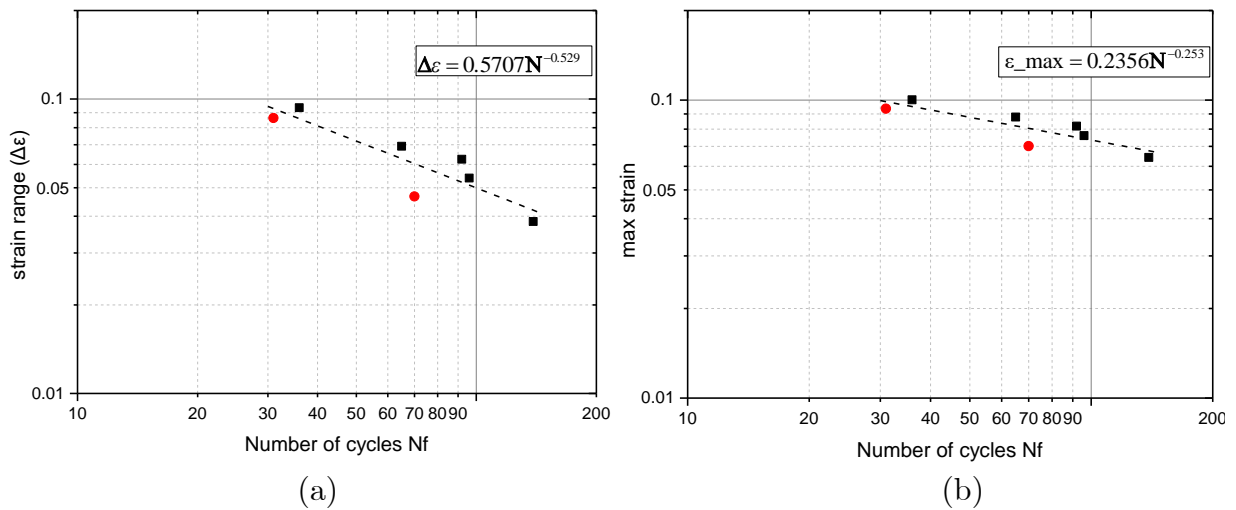 Δε = 0.5707N^−0.529
0.1
0.05
0.01
strain range (Δε)
10 20 30 40 50 60 70 80 90 200
Number of cycles Nf
(a)
ε_max = 0.2356N^−0.253
0.1
0.05
0.01
max strain
10 20 30 40 50 60 70 80 90 200
Number of cycles Nf
(b)